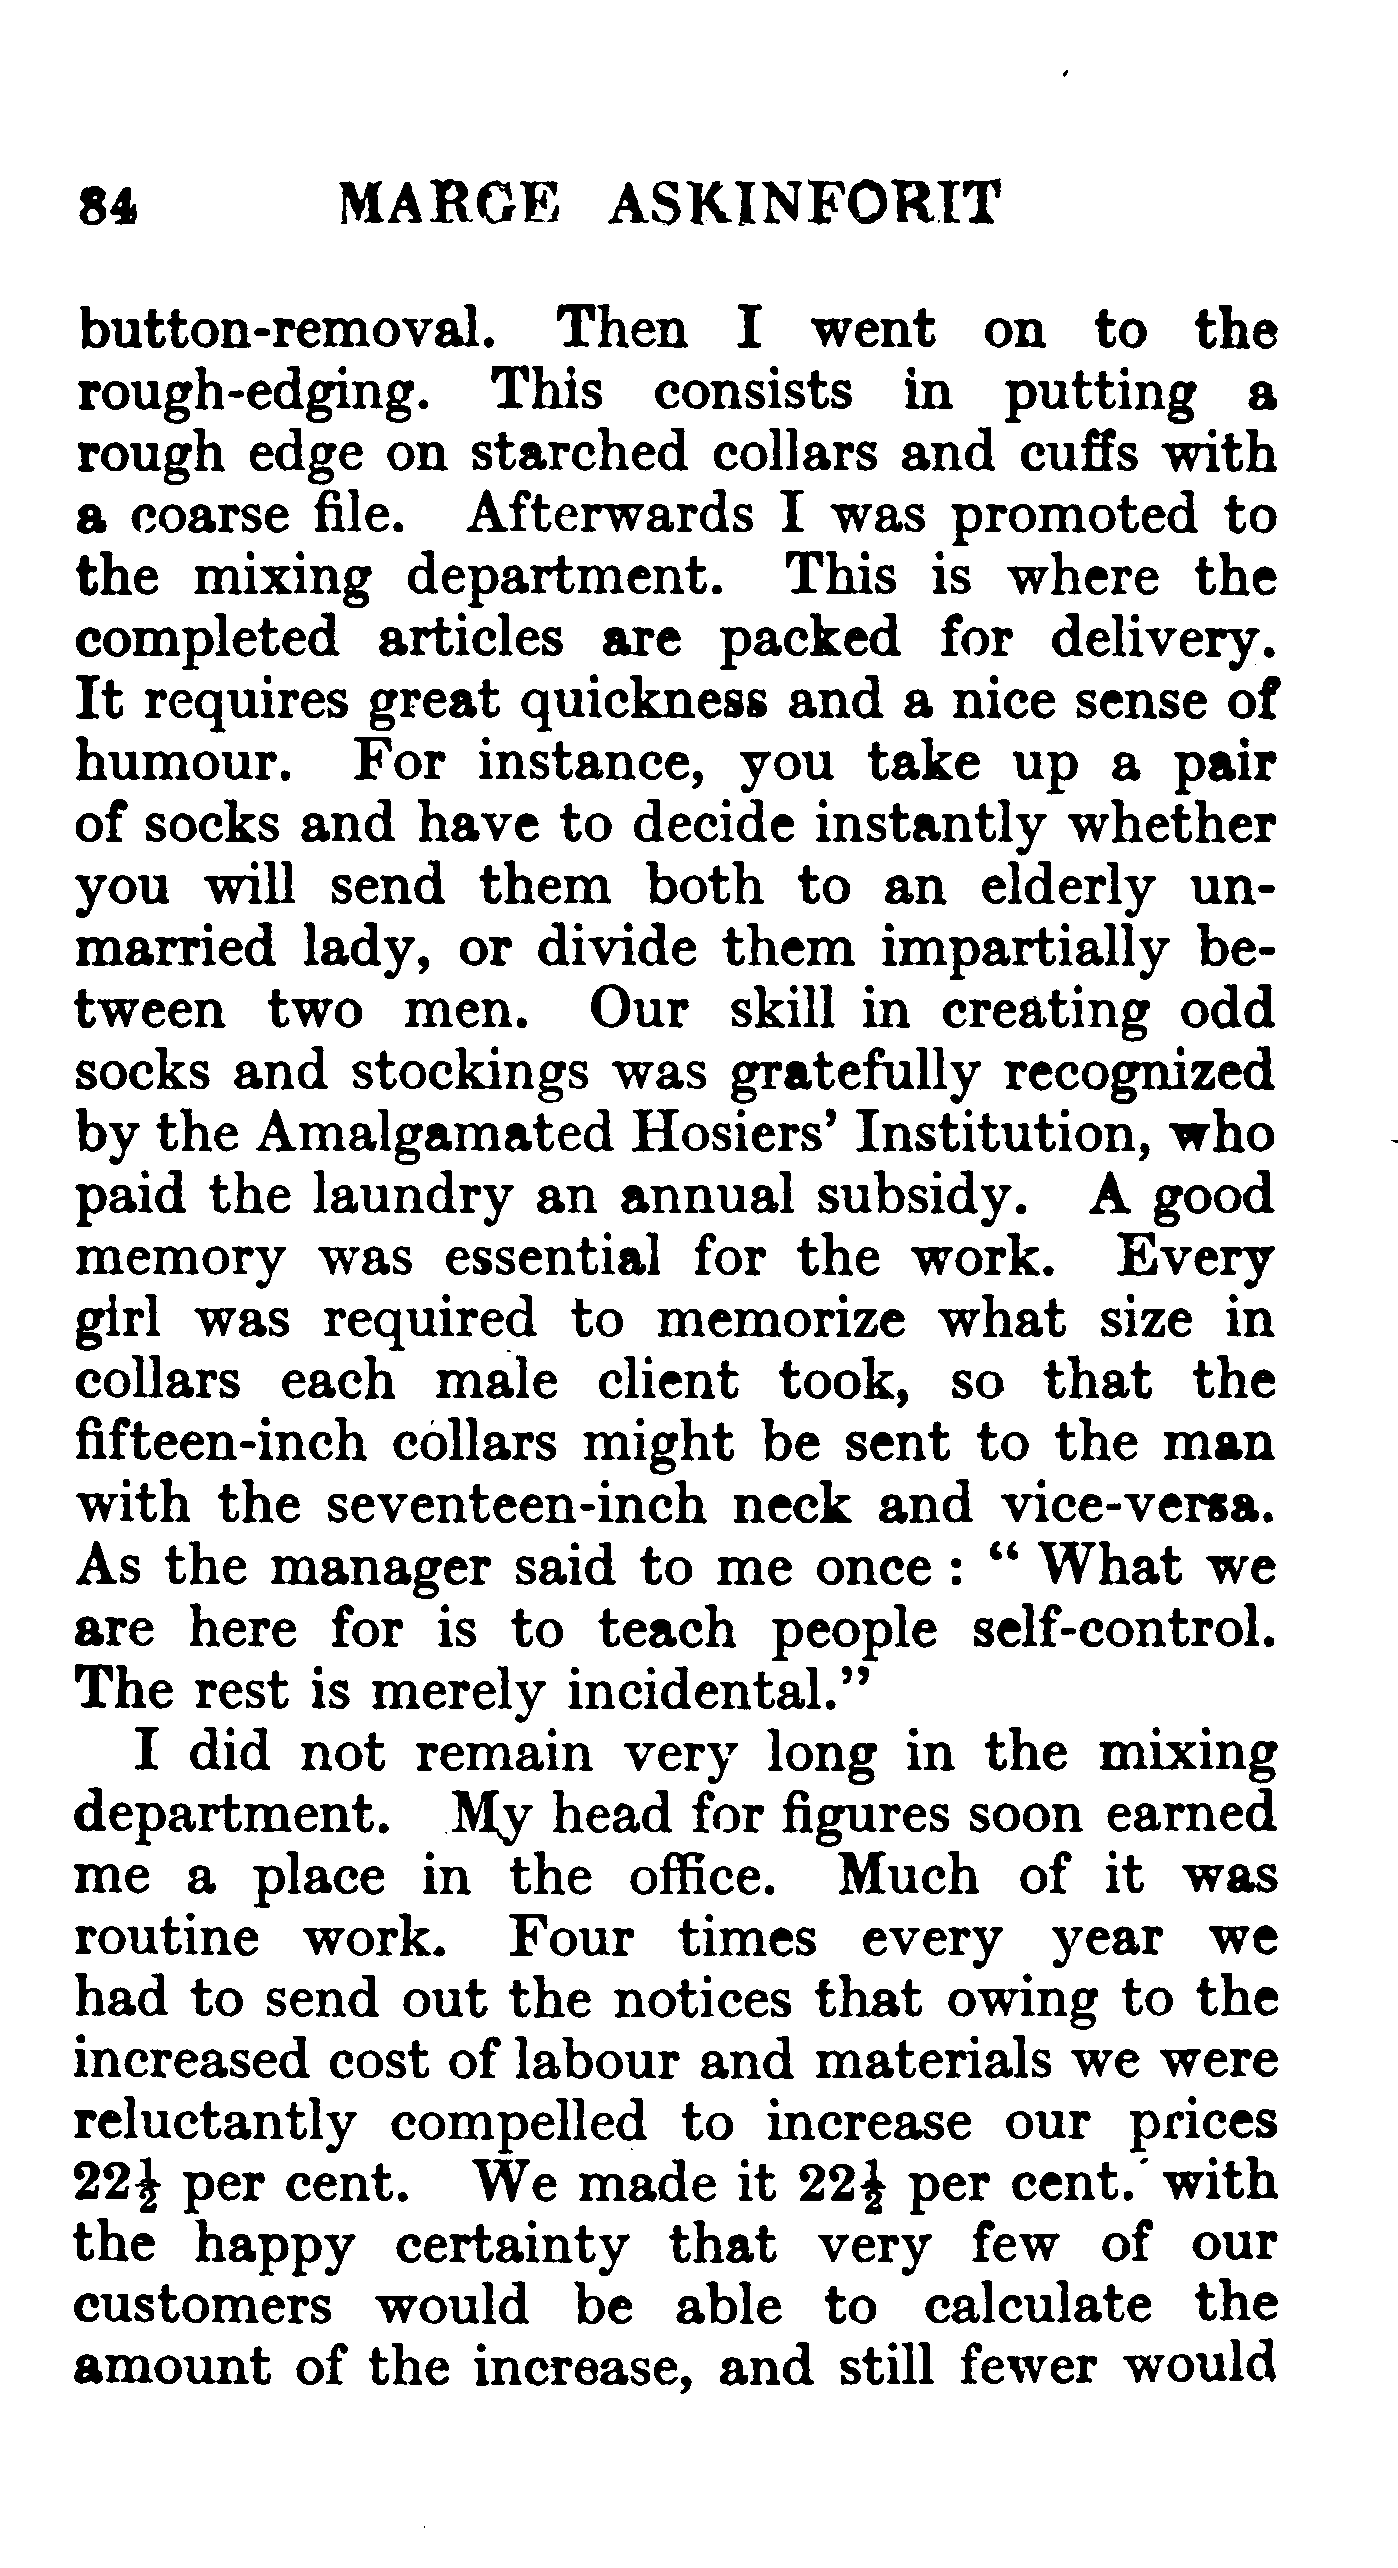 84 MARGE ASKINFORIT
button-removal. Then I went on to the
rough-edging. This consists in putting a
rough edge on starched collars and cuffs with
a coarse file. Afterwards I was promoted to
the mixing department. This is where the
completed articles are packed for delivery.
It requires great quickness and a nice sense of
humour. For instance, you take up a pair
of socks and have to decide instantly whether
you will send them both to an elderly un-
married lady, or divide them impartially be-
tween two men. Our skill in creating odd
socks and stockings was gratefully recognized
by the Amalgamated Hosiers' Institution, who
paid the laundry an annual subsidy. A good
memory was essential for the work. Every
girl was required to memorize what size in
collars each male client took, so that the
fifteen-inch collars might be sent to the man
with the seventeen-inch neck and vice-versa.
As the manager said to me once : “ What we
are here for is to teach people self-control.
The rest is merely incidental.”
I did not remain very long in the mixing
department. My head for figures soon earned
me a place in the office. Much of it was
routine work. Four times every year we
had to send out the notices that owing to the
increased cost of labour and materials we were
reluctantly compelled to increase our prices
22½ per cent. We made it 22½ per cent. with
the happy certainty that very few of our
customers would be able to calculate the
amount of the increase, and still fewer would